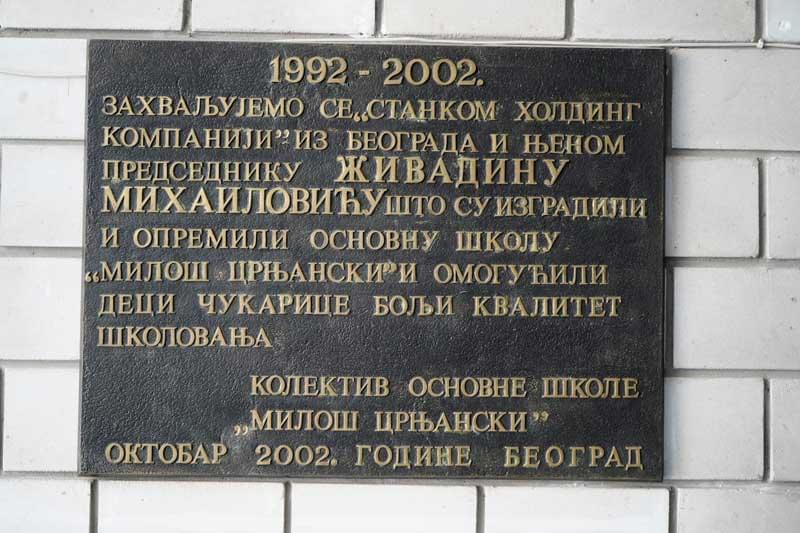 1992 - 2002.
ЗАХВАЉУЈЕМО СЕ „СТАНКОМ ХОЛДИНГ
КОМПАНИЈИ” ИЗ БЕОГРАДА И ЊЕНОМ
ПРЕДСЕДНИКУ ЖИВАДИНУ
МИХАИЛОВИЋУ ШТО СУ ИЗГРАДИЛИ
И ОПРЕМИЛИ ОСНОВНУ ШКОЛУ
„МИЛОШ ЦРЊАНСКИ” И ОМОГУЋИЛИ
ДЕЦИ ЧУКАРИЦЕ БОЉИ КВАЛИТЕТ
ШКОЛОВАЊА
КОЛЕКТИВ ОСНОВНЕ ШКОЛЕ
„МИЛОШ ЦРЊАНСКИ”
ОКТОБАР 2002. ГОДИНЕ БЕОГРАД